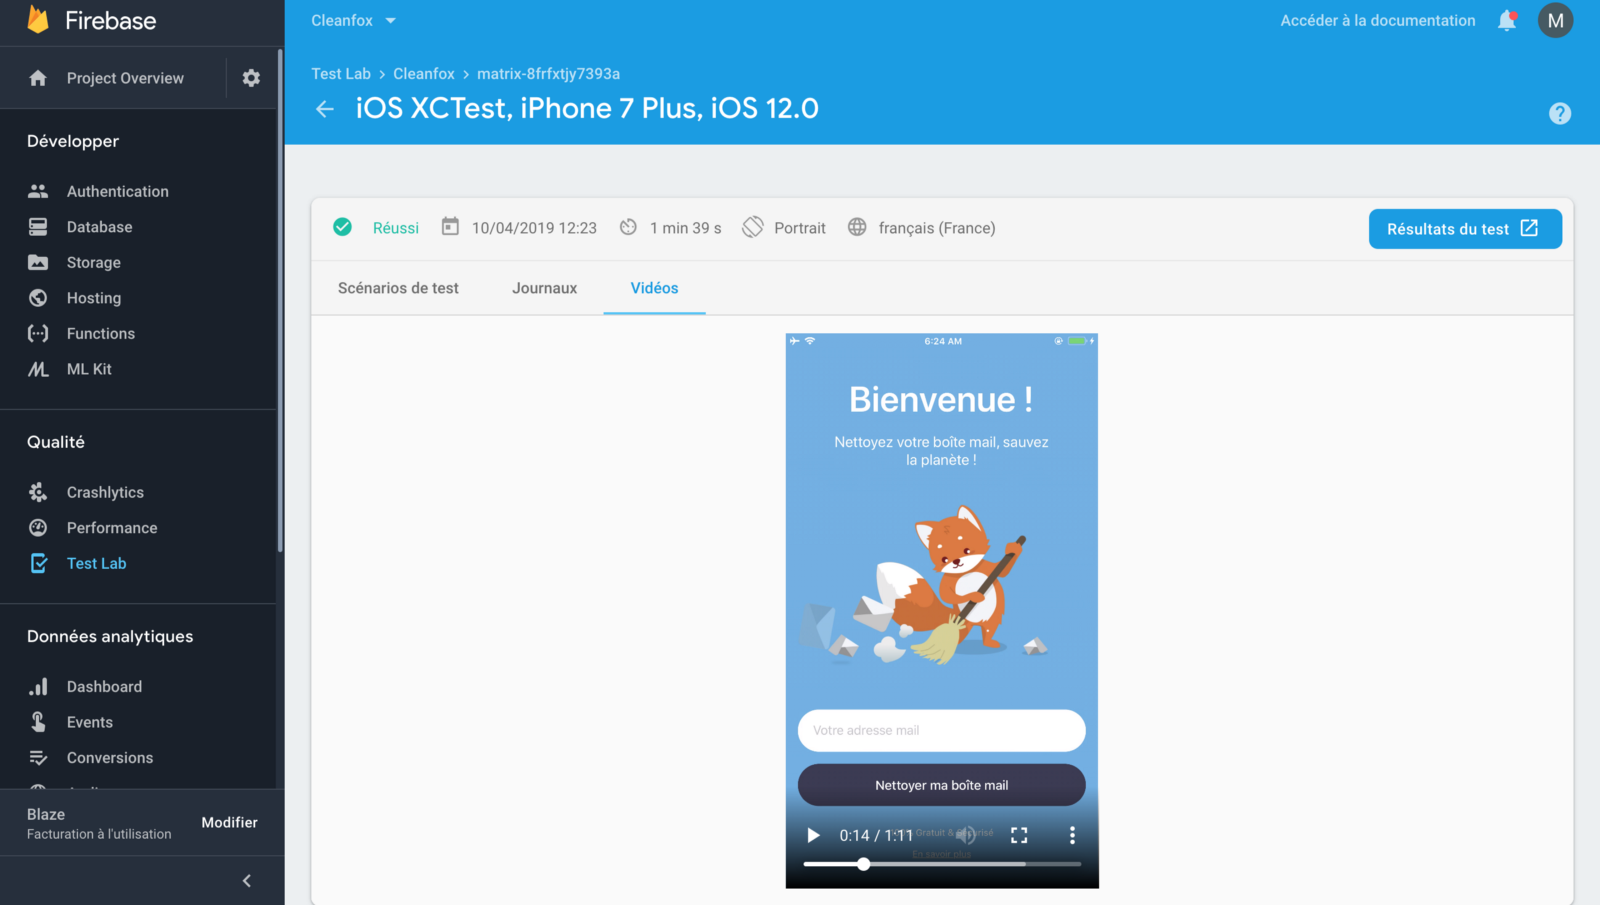 Firebase
Project Overview
Développer
Authentication
Database
Storage
Hosting
Functions
ML Kit
Qualité
Crashlytics
Performance
Test Lab
Données analytiques
Dashboard
Events
Conversions
Blaze
Facturation à l'utilisation
Modifier
Cleanfox
Accéder à la documentation
M
Test Lab > Cleanfox > matrix-8frfxtjy7393a
iOS XCTest, iPhone 7 Plus, iOS 12.0
Réussi 10/04/2019 12:23 1 min 39 s Portrait français (France)
Résultats du test
Scénarios de test Journaux Vidéos
6:24 AM
Bienvenue !
Nettoyez votre boîte mail, sauvez
la planète !
Votre adresse mail
Nettoyer ma boîte mail
Gratuit &
0:14 / 1:11
En savoir plus